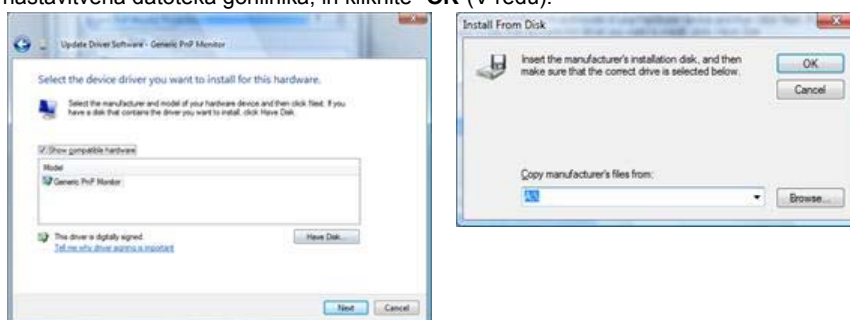 nastavitvena datoteka gonilnika, in kliknite "OK (V redu).
Update Driver Software - Generic PnP Monitor
Select the device driver you want to install for this hardware.
Select the manufacturer and model of your hardware device and then click Next. If you
have a disk that contains the driver you want to install, click Have Disk.
Show compatible hardware
Model
Generic PnP Monitor
This driver is digitally signed.
Tell me why driver signing is important
Have Disk...
Next
Cancel
Install From Disk
Insert the manufacturer's installation disk, and then
make sure that the correct drive is selected below.
OK
Cancel
Copy manufacturer's files from:
A:\
Browse...